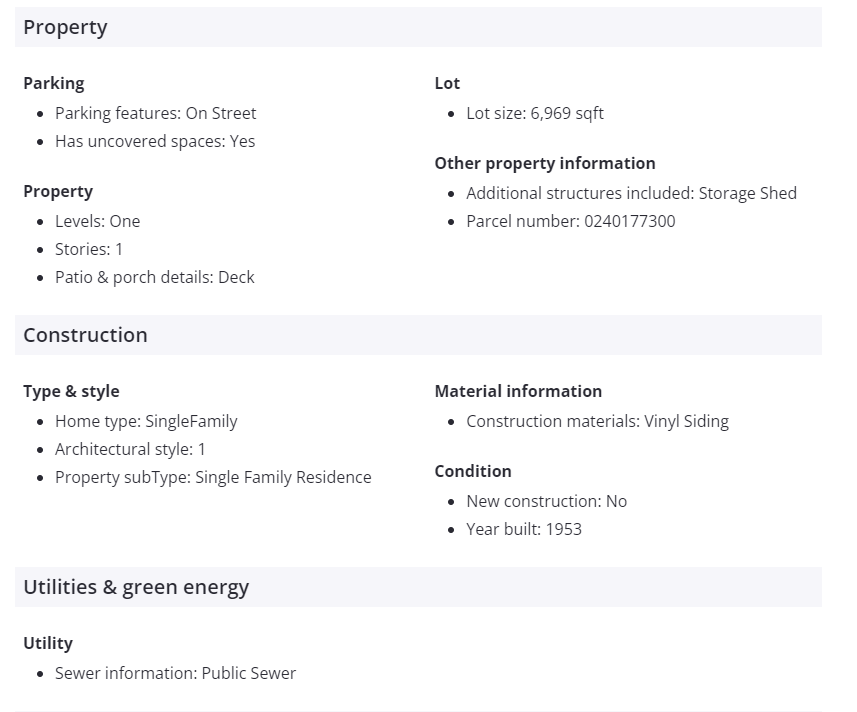 Property
Parking
Parking features: On Street
Has uncovered spaces: Yes
Property
Levels: One
Stories: 1
Patio & porch details: Deck
Lot
Lot size: 6,969 sqft
Other property information
Additional structures included: Storage Shed
Parcel number: 0240177300
Construction
Type & style
Home type: SingleFamily
Architectural style: 1
Property subType: Single Family Residence
Material information
Construction materials: Vinyl Siding
Condition
New construction: No
Year built: 1953
Utilities & green energy
Utility
Sewer information: Public Sewer